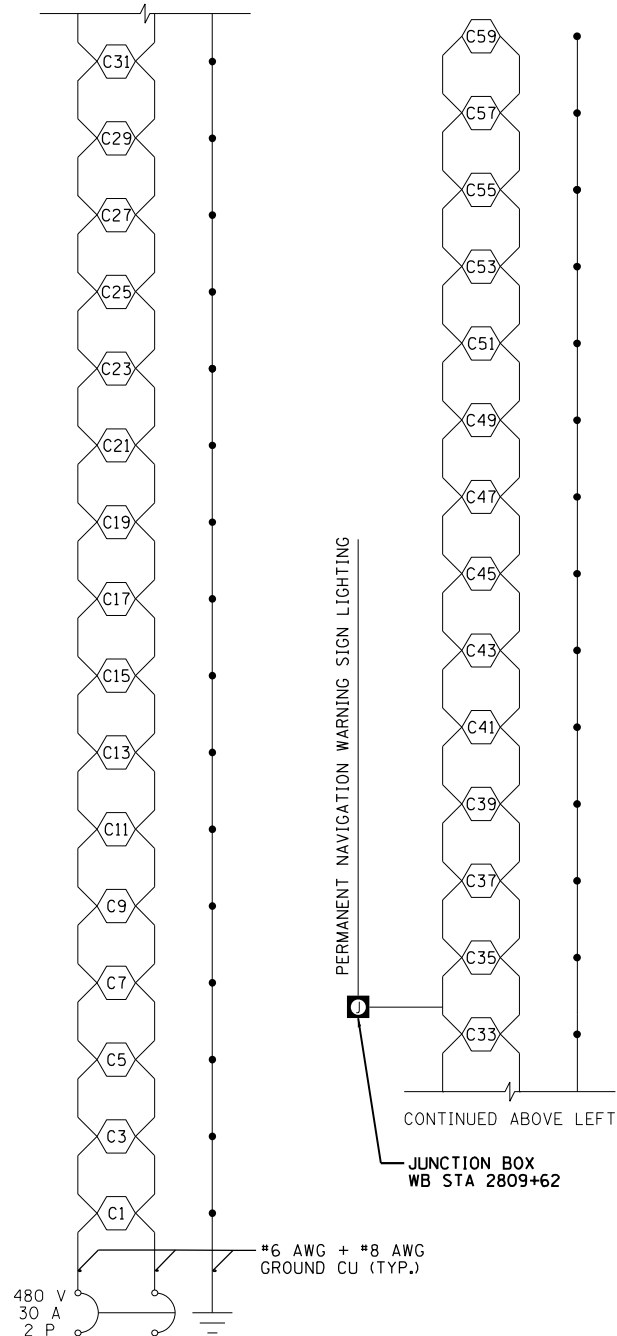 C31
C29
C27
C25
C23
C21
C19
C17
C15
C13
C11
C9
C7
C5
C3
C1
#6 AWG + #8 AWG
GROUND CU (TYP.)
480 V
30 A
2 P
C59
C57
C55
C53
C51
C49
C47
C45
C43
C41
C39
C37
C35
C33
PERMANENT NAVIGATION WARNING SIGN LIGHTING
J
CONTINUED ABOVE LEFT
JUNCTION BOX
WB STA 2809+62